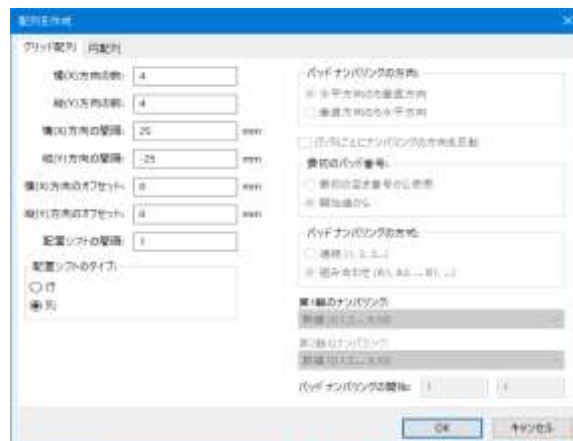 配列を作成
グリッド配列 円配列
横(X)方向の数: 4
縦(Y)方向の数: 4
横(X)方向の間隔: 25 mm
縦(Y)方向の間隔: -25 mm
横(X)方向のオフセット: 0 mm
縦(Y)方向のオフセット: 0 mm
配置シフトの間隔: 1
配置シフトのタイプ:
行
列
パッド ナンバリングの方向:
水平方向のち垂直方向
垂直方向のち水平方向
行/列ごとにナンバリングの方向を反転
最初のパッド番号:
最初の空き番号から使用
開始値から
パッド ナンバリングの方式:
連続 (1, 2, 3...)
組み合わせ (A1, A2, ... B1, ...)
第1軸のナンバリング:
第2軸のナンバリング:
パッド ナンバリングの開始: 1 1
OK キャンセル